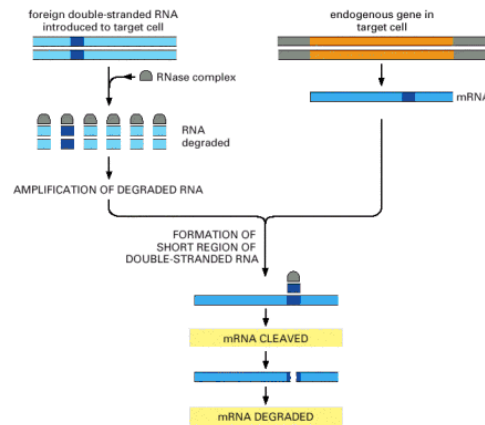 foreign double-stranded RNA
introduced to target cell
endogenous gene in
target cell
RNase complex
mRNA
RNA
degraded
AMPLIFICATION OF DEGRADED RNA
FORMATION OF
SHORT REGION OF
DOUBLE-STRANDED RNA
mRNA CLEAVED
mRNA DEGRADED